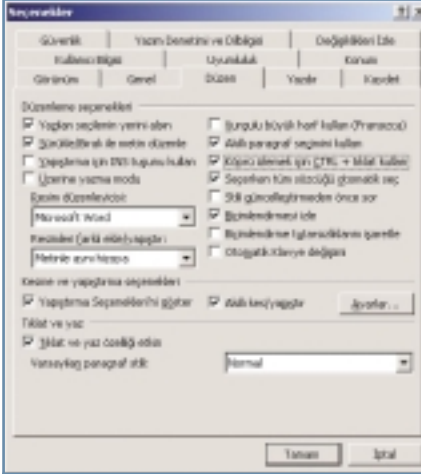 Seçenekler
Güvenlik Yazım Denetimi ve Dilbilgisi Değişiklikleri İzle
Kullanıcı Bilgisi Uyumluluk Konum
Görünüm Genel Düzen Yazdır Kaydet
Düzenleme seçenekleri
Yazılan seçilenin yerini alsın
Sürükle/Bırak ile metin düzenle
Yapıştırma için INS tuşunu kullan
Üzerine yazma modu
Resim düzenleyicisi:
Microsoft Word
Resimleri farklı ekle/yapıştır:
Metinle aynı hizaya
Vurgulu büyük harf kullan (Fransızca)
Akıllı paragraf seçimini kullan
Köprü izlemek için CTRL + tıklat kullan
Seçerken tüm sözcüğü otomatik seç
Stili güncelleştirmeden önce sor
Biçimlendirmeyi izle
Biçimlendirme tutarsızlıklarını işaretle
Otomatik Klavye değişimi
Kesme ve yapıştırma seçenekleri
Yapıştırma Seçenekleri'ni göster Akıllı kes/yapıştır Ayarlar...
Tıklat ve yaz
Tıklat ve yaz özelliği etkin
Varsayılan paragraf stili: Normal
Tamam İptal